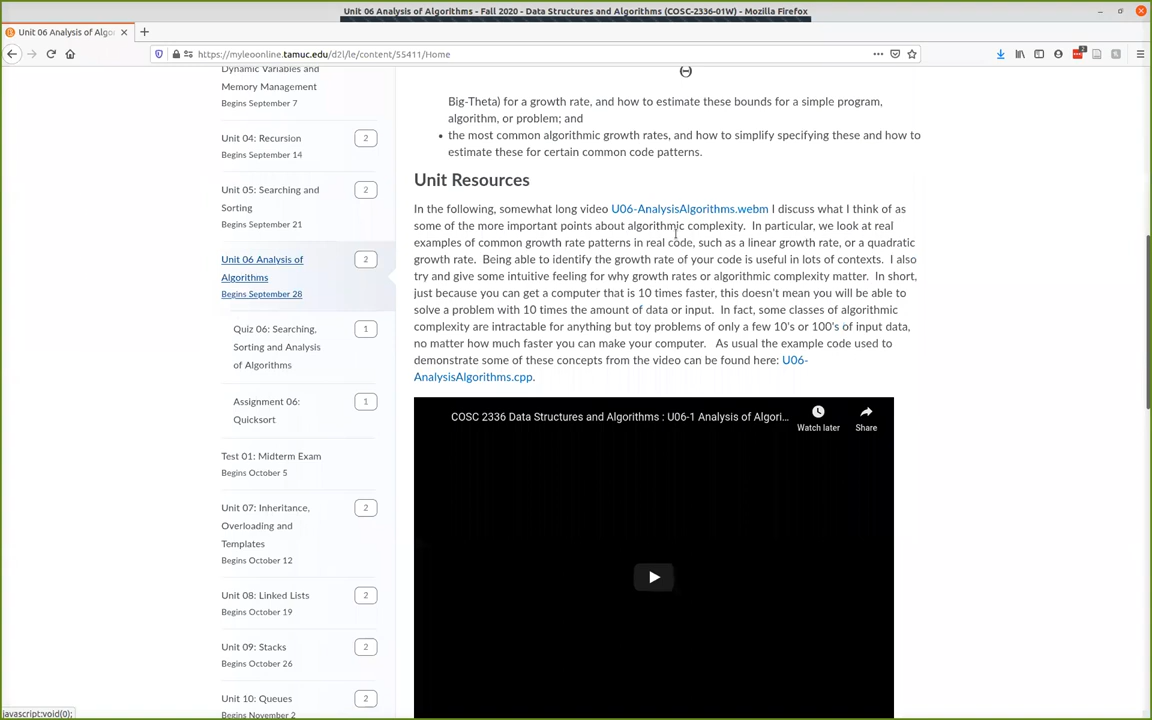 Unit 06 Analysis of Algorithms - Fall 2020 - Data Structures and Algorithms (COSC-2336-01W) - Mozilla Firefox
Unit 06 Analysis of Algo
https://myleoonline.tamuc.edu/d2l/le/content/55411/Home
Dynamic Variables and
Memory Management
Begins September 7
Unit 04: Recursion
2
Begins September 14
Unit 05: Searching and
Sorting
2
Begins September 21
Unit 06 Analysis of
Algorithms
2
Begins September 28
Quiz 06: Searching,
Sorting and Analysis
of Algorithms
1
Assignment 06:
Quicksort
1
Test 01: Midterm Exam
Begins October 5
Unit 07: Inheritance,
Overloading and
Templates
2
Begins October 12
Unit 08: Linked Lists
2
Begins October 19
Unit 09: Stacks
2
Begins October 26
Unit 10: Queues
2
Begins November 2
Θ
Big-Theta) for a growth rate, and how to estimate these bounds for a simple program,
algorithm, or problem; and
• the most common algorithmic growth rates, and how to simplify specifying these and how to
estimate these for certain common code patterns.
Unit Resources
In the following, somewhat long video U06-AnalysisAlgorithms.webm I discuss what I think of as
some of the more important points about algorithmic complexity. In particular, we look at real
examples of common growth rate patterns in real code, such as a linear growth rate, or a quadratic
growth rate. Being able to identify the growth rate of your code is useful in lots of contexts. I also
try and give some intuitive feeling for why growth rates or algorithmic complexity matter. In short,
just because you can get a computer that is 10 times faster, this doesn't mean you will be able to
solve a problem with 10 times the amount of data or input. In fact, some classes of algorithmic
complexity are intractable for anything but toy problems of only a few 10's or 100's of input data,
no matter how much faster you can make your computer. As usual the example code used to
demonstrate some of these concepts from the video can be found here: U06-
AnalysisAlgorithms.cpp.
COSC 2336 Data Structures and Algorithms : U06-1 Analysis of Algori...
Watch later
Share
javascript:void(0);